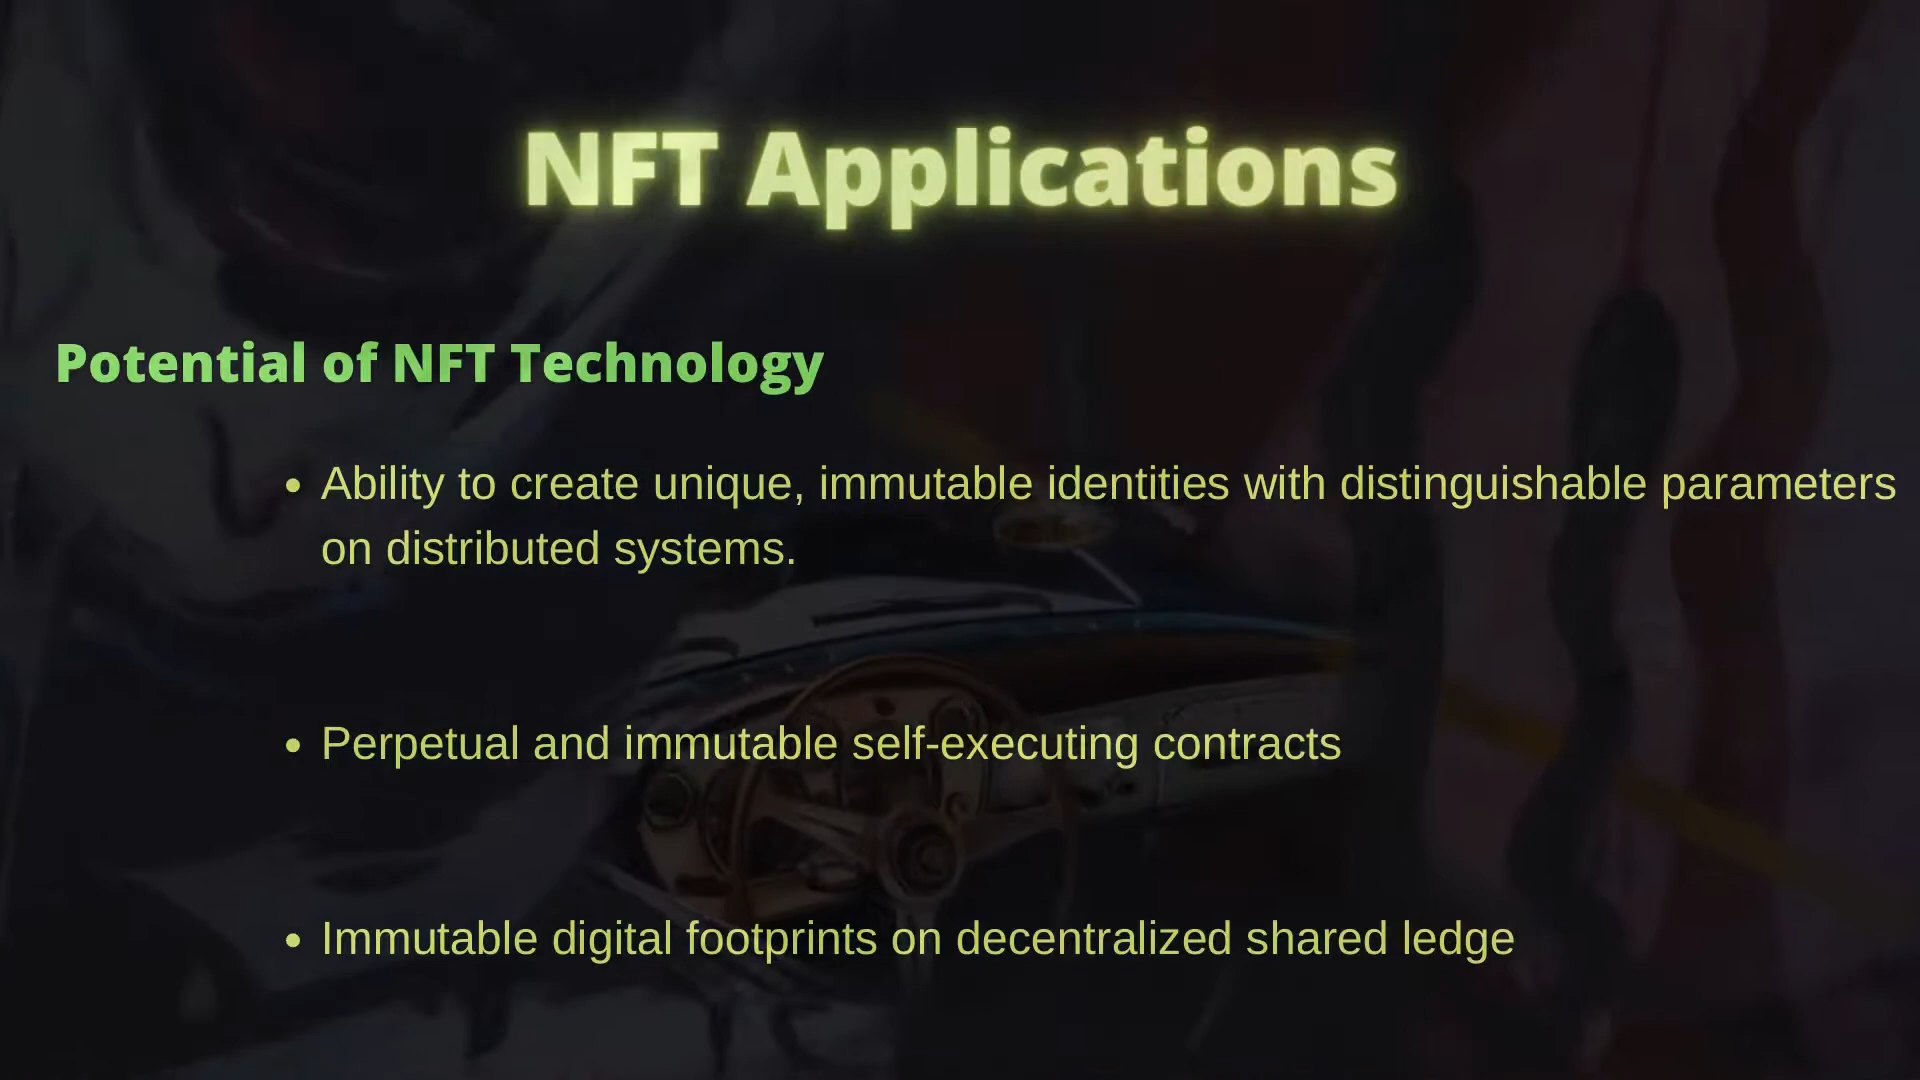 NFT Applications
Potential of NFT Technology
• Ability to create unique, immutable identities with distinguishable parameters
on distributed systems.
• Perpetual and immutable self-executing contracts
• Immutable digital footprints on decentralized shared ledge